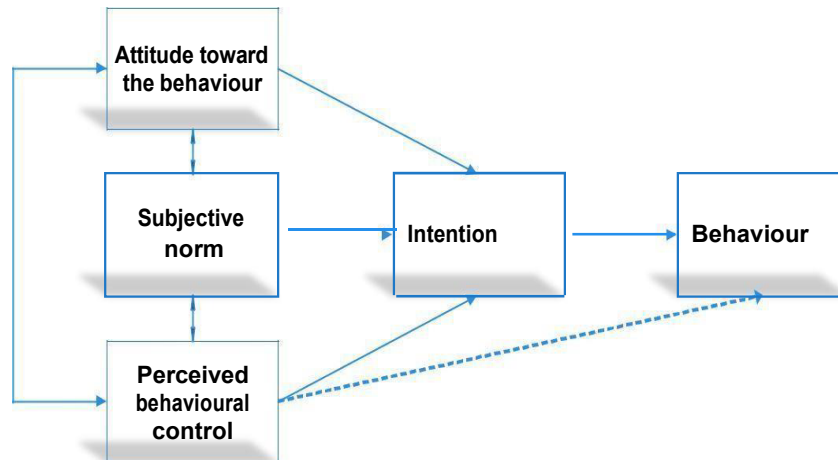 Attitude toward
the behaviour
Subjective
norm
Intention
Behaviour
Perceived
behavioural
control